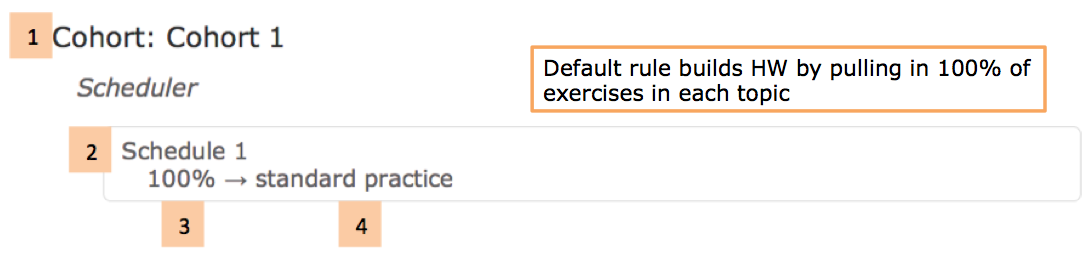 1 Cohort: Cohort 1
Scheduler
Default rule builds HW by pulling in 100% of
exercises in each topic
2 Schedule 1
100% → standard practice
3 4